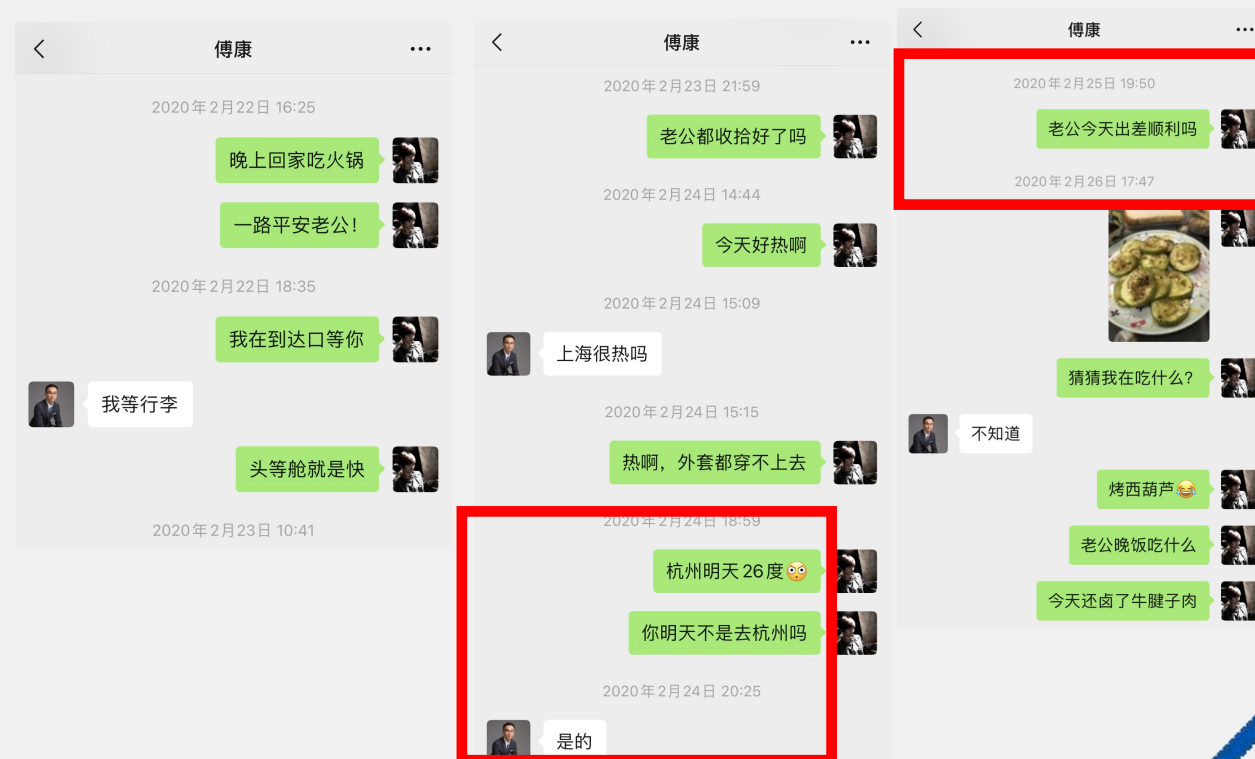 傅康
2020年2月22日 16:25
晚上回家吃火锅
一路平安老公!
2020年2月22日 18:35
我在到达口等你
我等行李
头等舱就是快
2020年2月23日 10:41
傅康
2020年2月23日 21:59
老公都收拾好了吗
2020年2月24日 14:44
今天好热啊
2020年2月24日 15:09
上海很热吗
2020年2月24日 15:15
热啊，外套都穿不上去
2020年2月24日 18:59
杭州明天26度😳
你明天不是去杭州吗
2020年2月24日 20:25
是的
傅康
2020年2月25日 19:50
老公今天出差顺利吗
2020年2月26日 17:47
猜猜我在吃什么?
不知道
烤西葫芦😂
老公晚饭吃什么
今天还卤了牛腱子肉